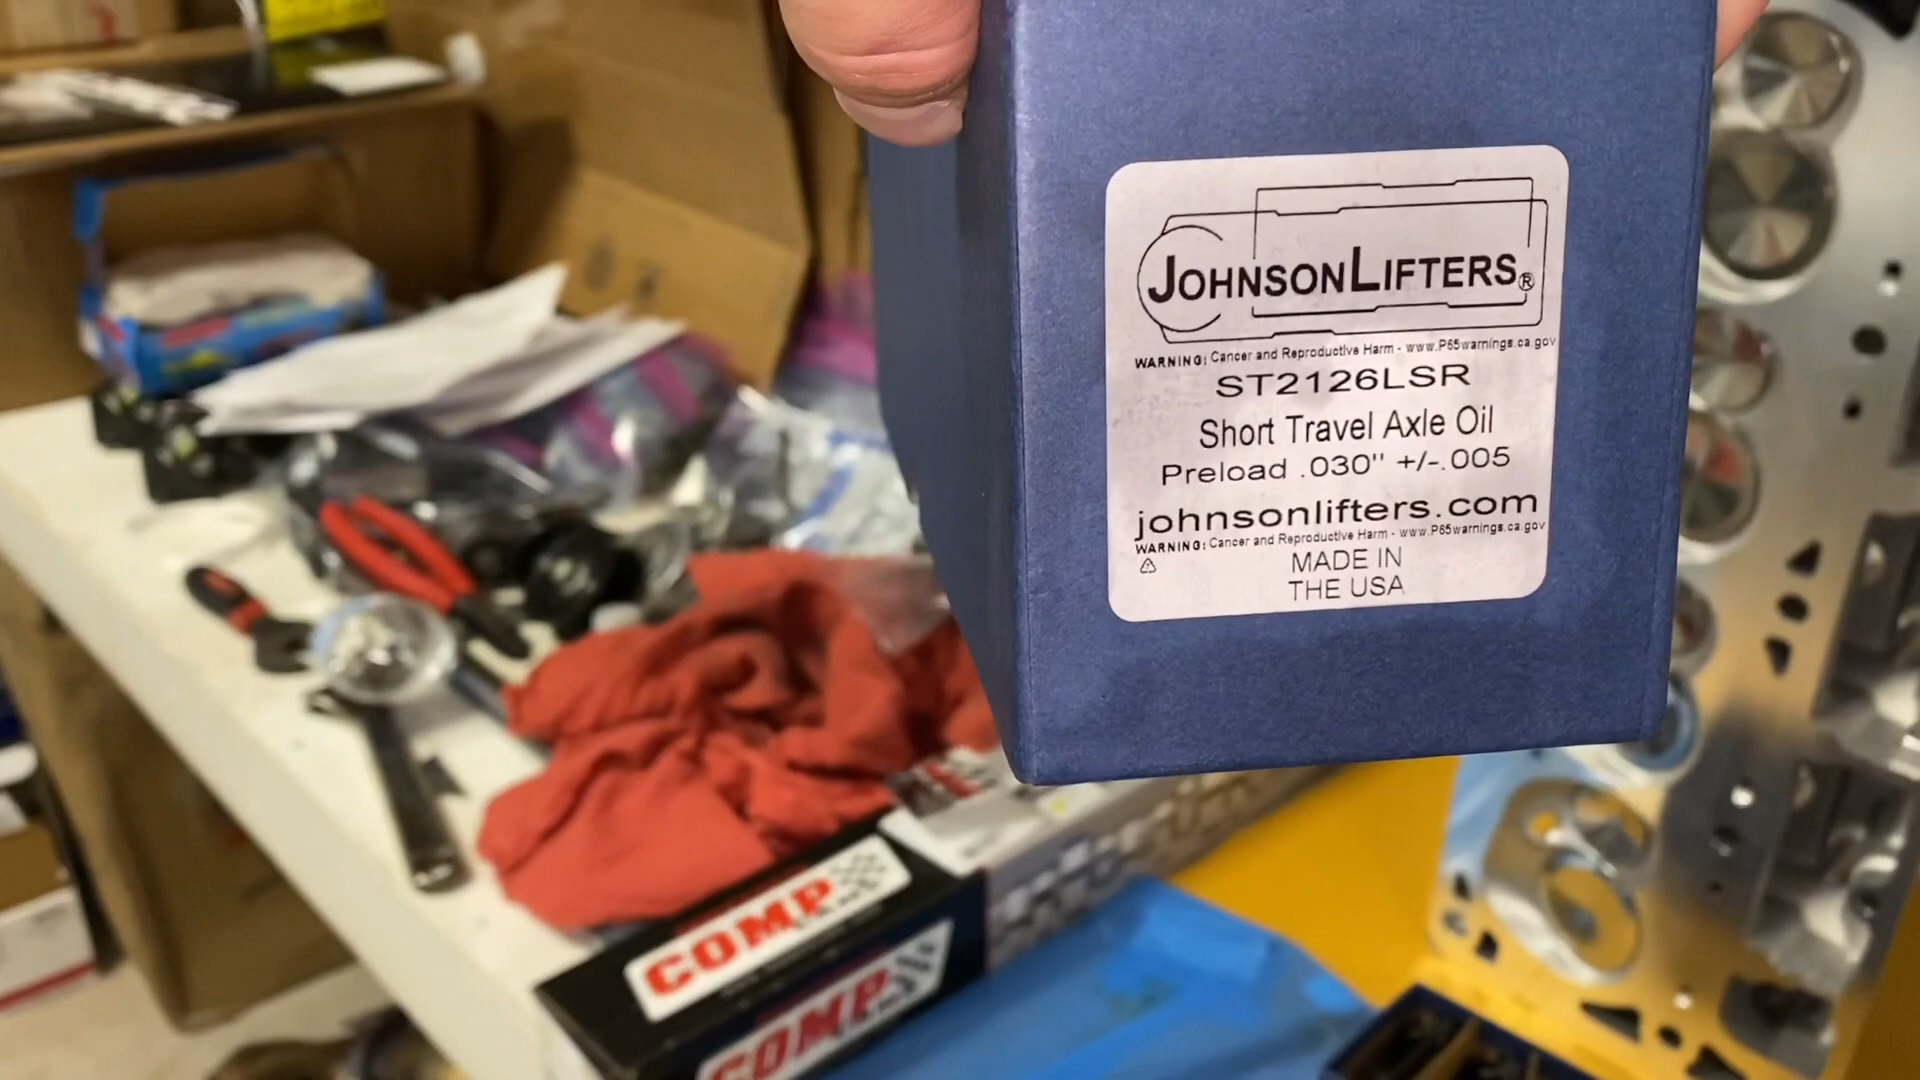 JOHNSONLIFTERS®
WARNING: Cancer and Reproductive Harm - www.P65warnings.ca.gov
ST2126LSR
Short Travel Axle Oil
Preload .030" +/-.005
johnsonlifters.com
WARNING: Cancer and Reproductive Harm - www.P65warnings.ca.gov
MADE IN
THE USA
COMP
COMP